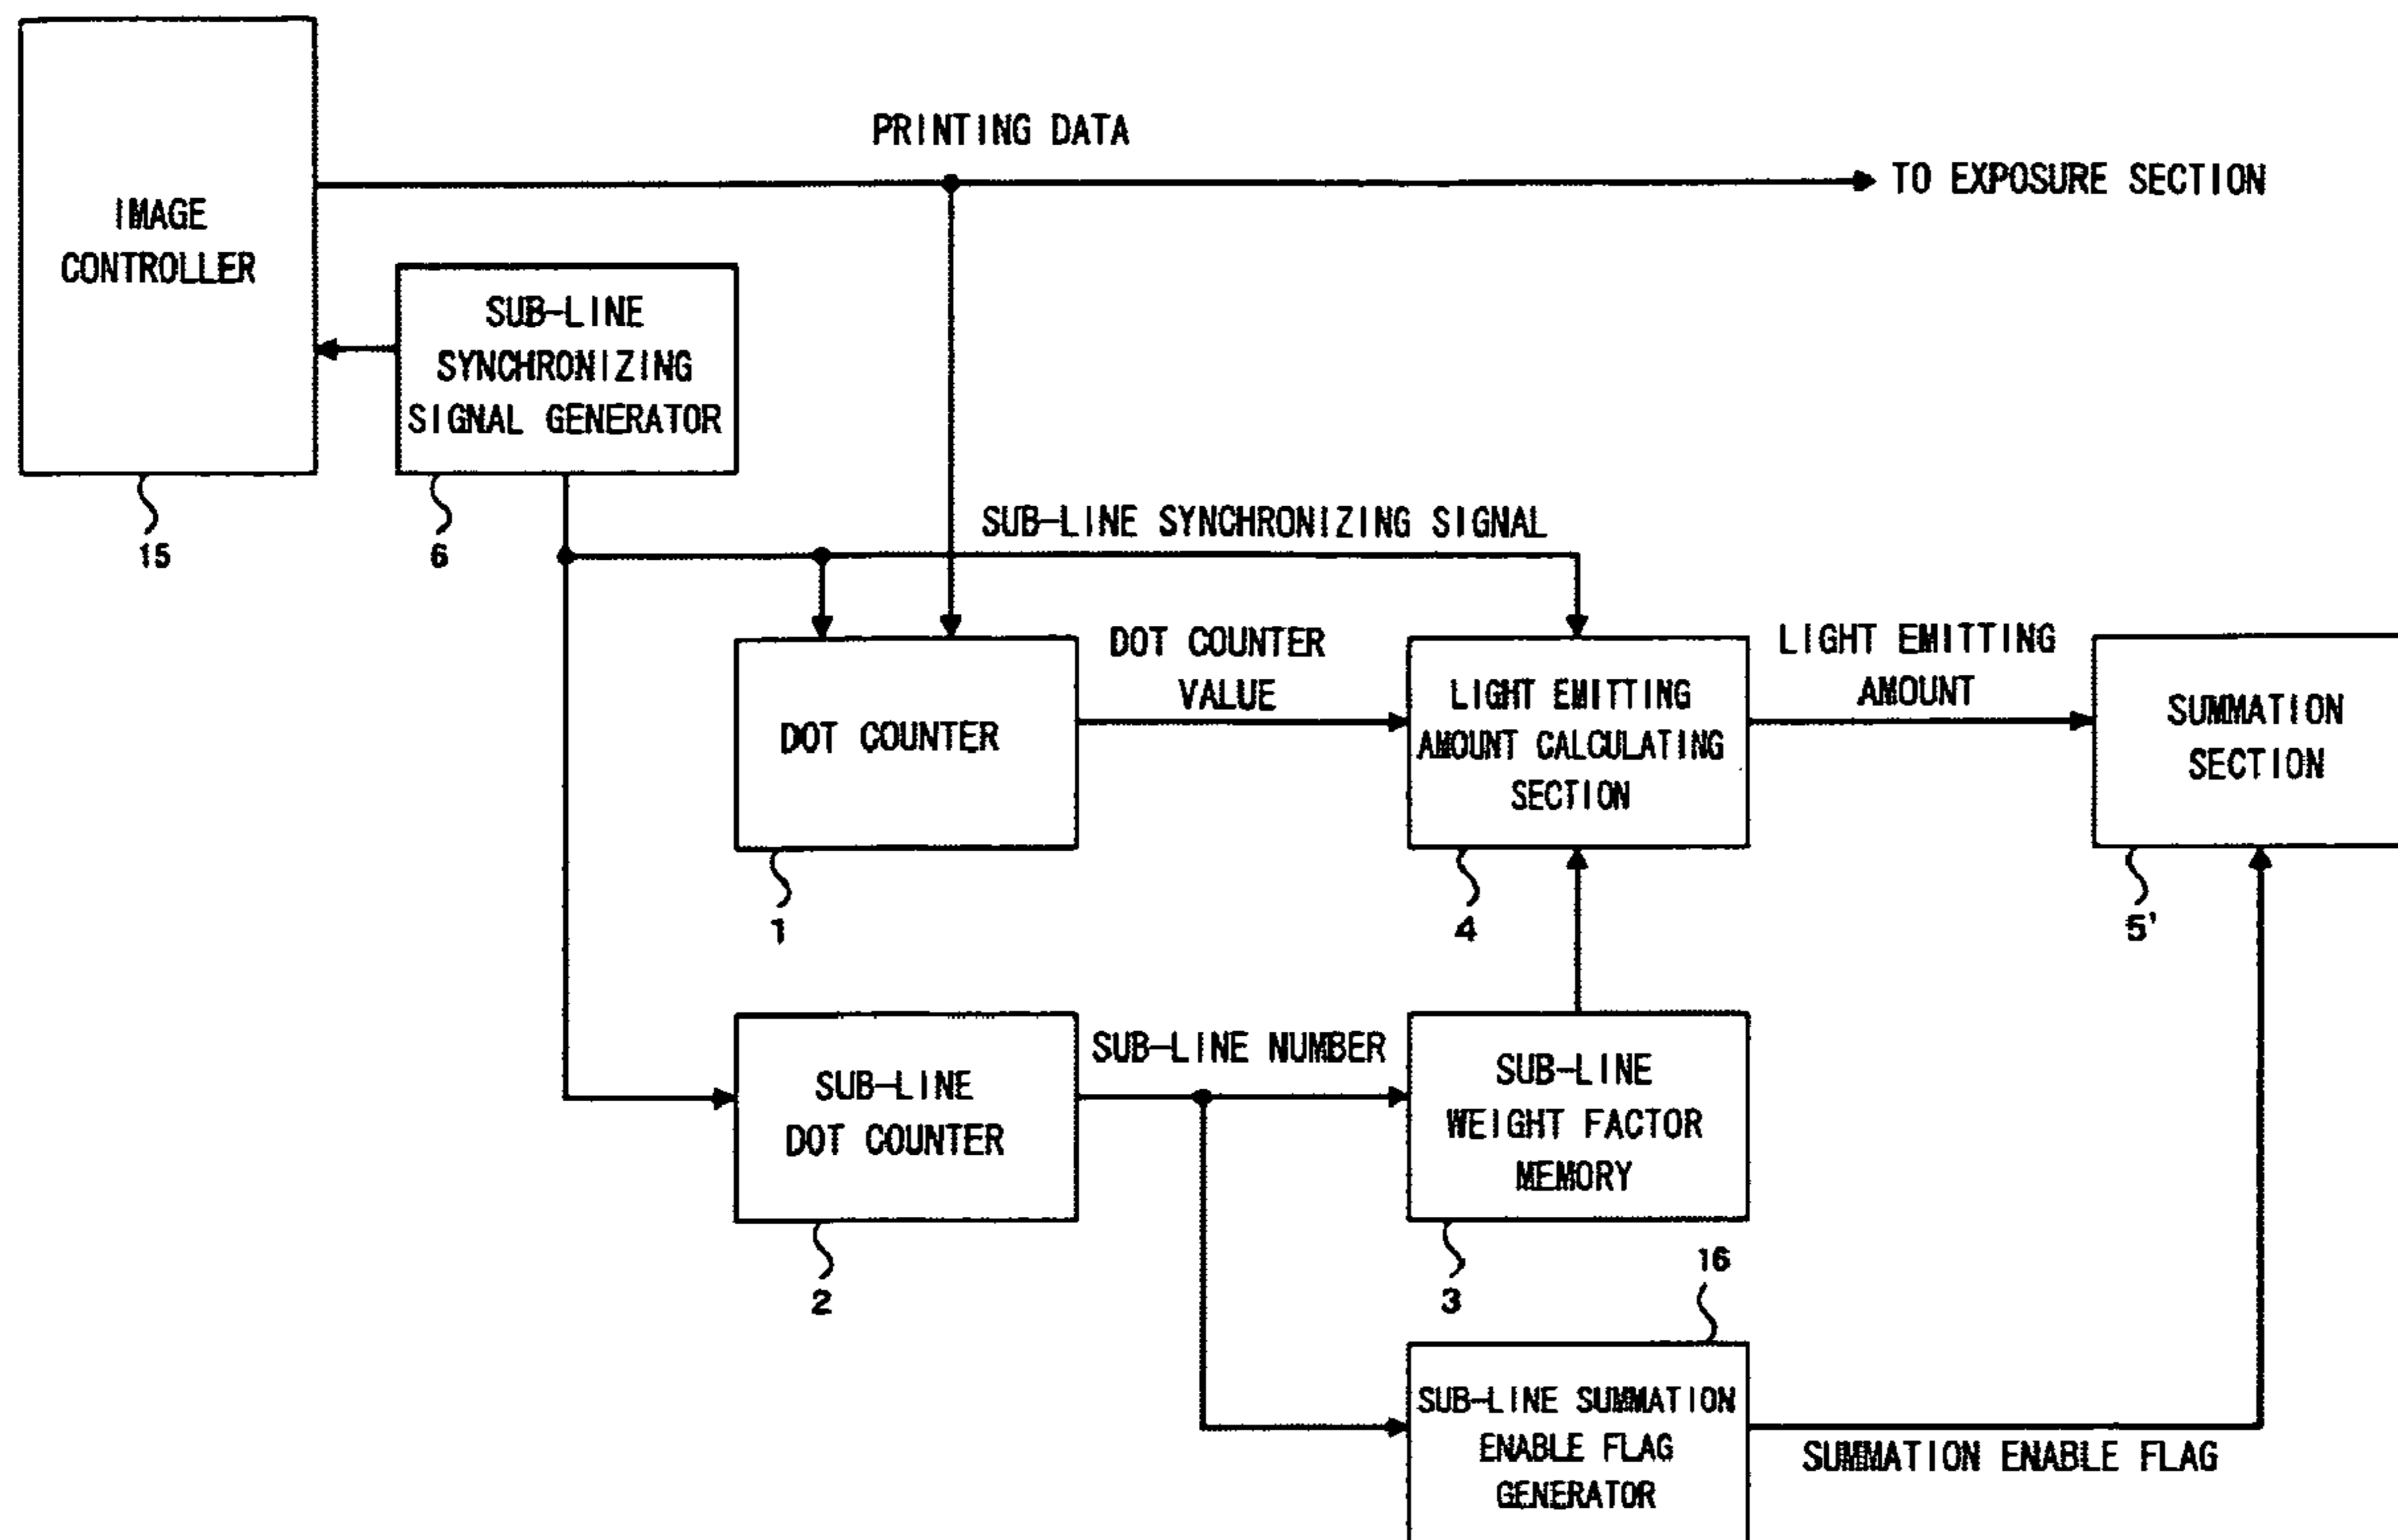 PRINTING DATA
TO EXPOSURE SECTION
IMAGE
CONTROLLER
15
SUB-LINE
SYNCHRONIZING
SIGNAL GENERATOR
6
SUB-LINE SYNCHRONIZING SIGNAL
DOT COUNTER
1
DOT COUNTER
VALUE
LIGHT EMITTING
AMOUNT CALCULATING
SECTION
4
LIGHT EMITTING
AMOUNT
SUMMATION
SECTION
5'
SUB-LINE
DOT COUNTER
2
SUB-LINE NUMBER
SUB-LINE
WEIGHT FACTOR
MEMORY
3
16
SUB-LINE SUMMATION
ENABLE FLAG
GENERATOR
SUMMATION ENABLE FLAG